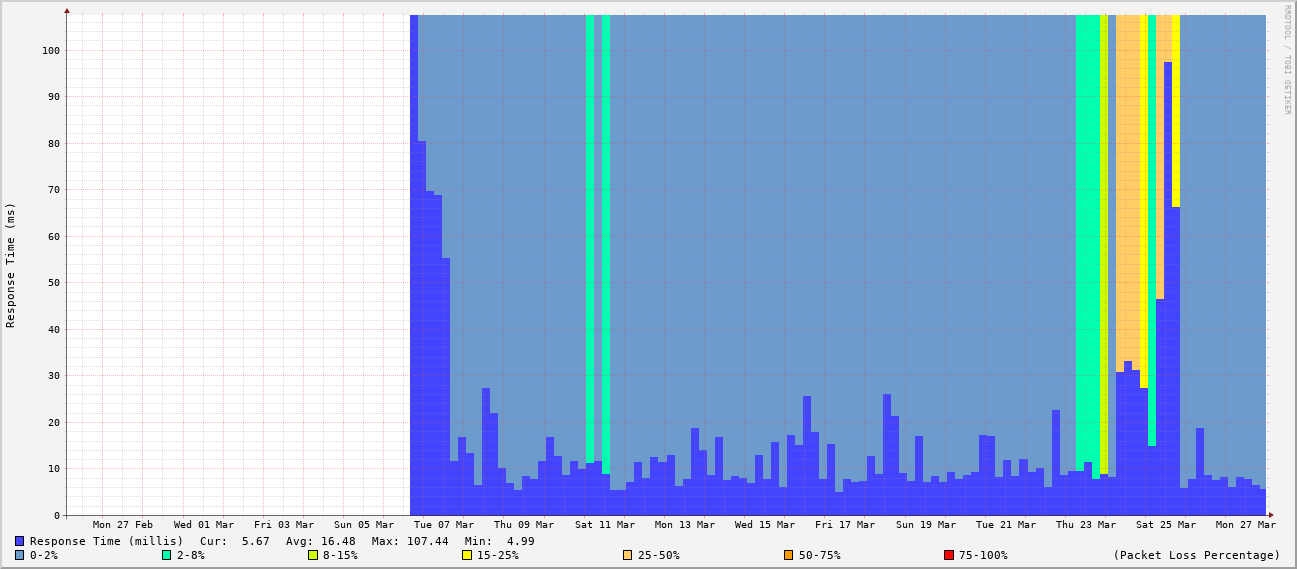 RRDTOOL / TOBI OETIKER
Response Time (ms)
100
90
80
70
60
50
40
30
20
10
0
Mon 27 Feb Wed 01 Mar Fri 03 Mar Sun 05 Mar Tue 07 Mar Thu 09 Mar Sat 11 Mar Mon 13 Mar Wed 15 Mar Fri 17 Mar Sun 19 Mar Tue 21 Mar Thu 23 Mar Sat 25 Mar Mon 27 Mar
Response Time (millis) Cur: 5.67 Avg: 16.48 Max: 107.44 Min: 4.99
0-2% 2-8% 8-15% 15-25% 25-50% 50-75% 75-100% (Packet Loss Percentage)